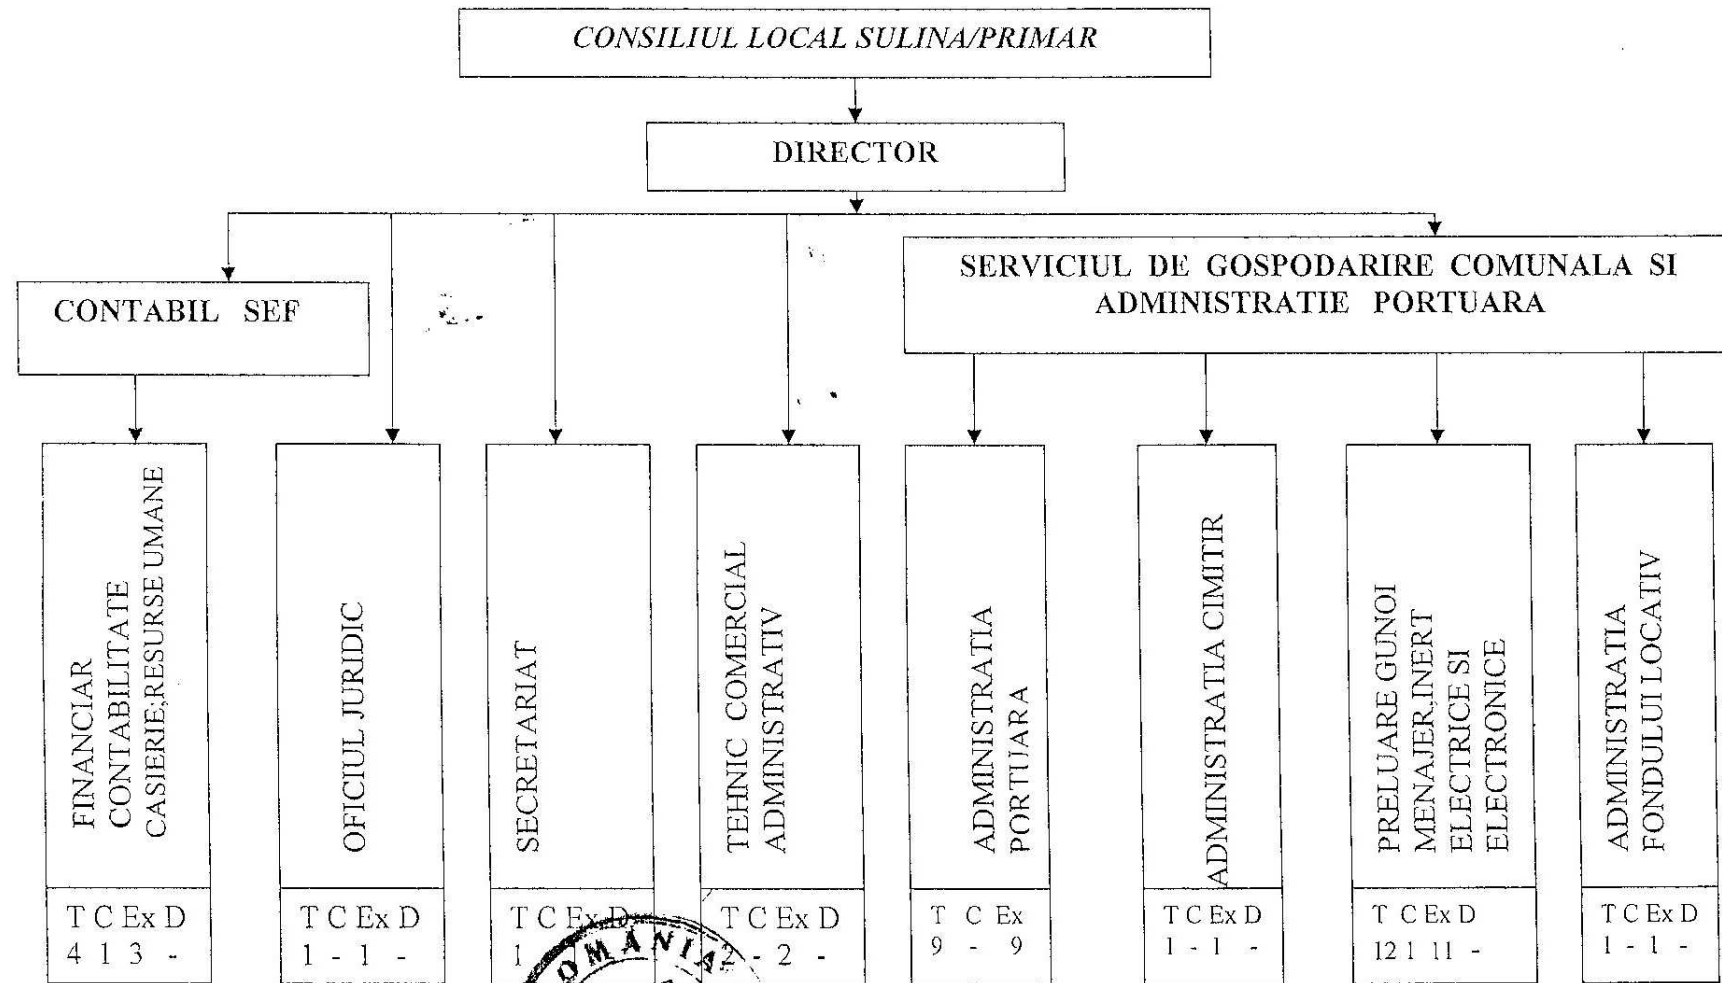 CONSILIUL LOCAL SULINA/PRIMAR
DIRECTOR
CONTABIL SEF
SERVICIUL DE GOSPODARIRE COMUNALA SI
ADMINISTRATIE PORTUARA
FINANCIAR
CONTABILITATE
CASIERIE;RESURSE UMANE
T C Ex D
4 1 3 -
OFICIUL JURIDIC
T C Ex D
1 - 1 -
SECRETARIAT
T C Ex D
1
TEHNIC COMERCIAL
ADMINISTRATIV
T C Ex D
2 - 2 -
ADMINISTRATIA
PORTUARA
T C Ex
9 - 9
ADMINISTRATIA CIMITIR
T C Ex D
1 - 1 -
PRELUARE GUNOI
MENAJER,INERT
ELECTRICE SI
ELECTRONICE
T C Ex D
12 1 11 -
ADMINISTRATIA
FONDULUI LOCATIV
T C Ex D
1 - 1 -
OMÂNIA